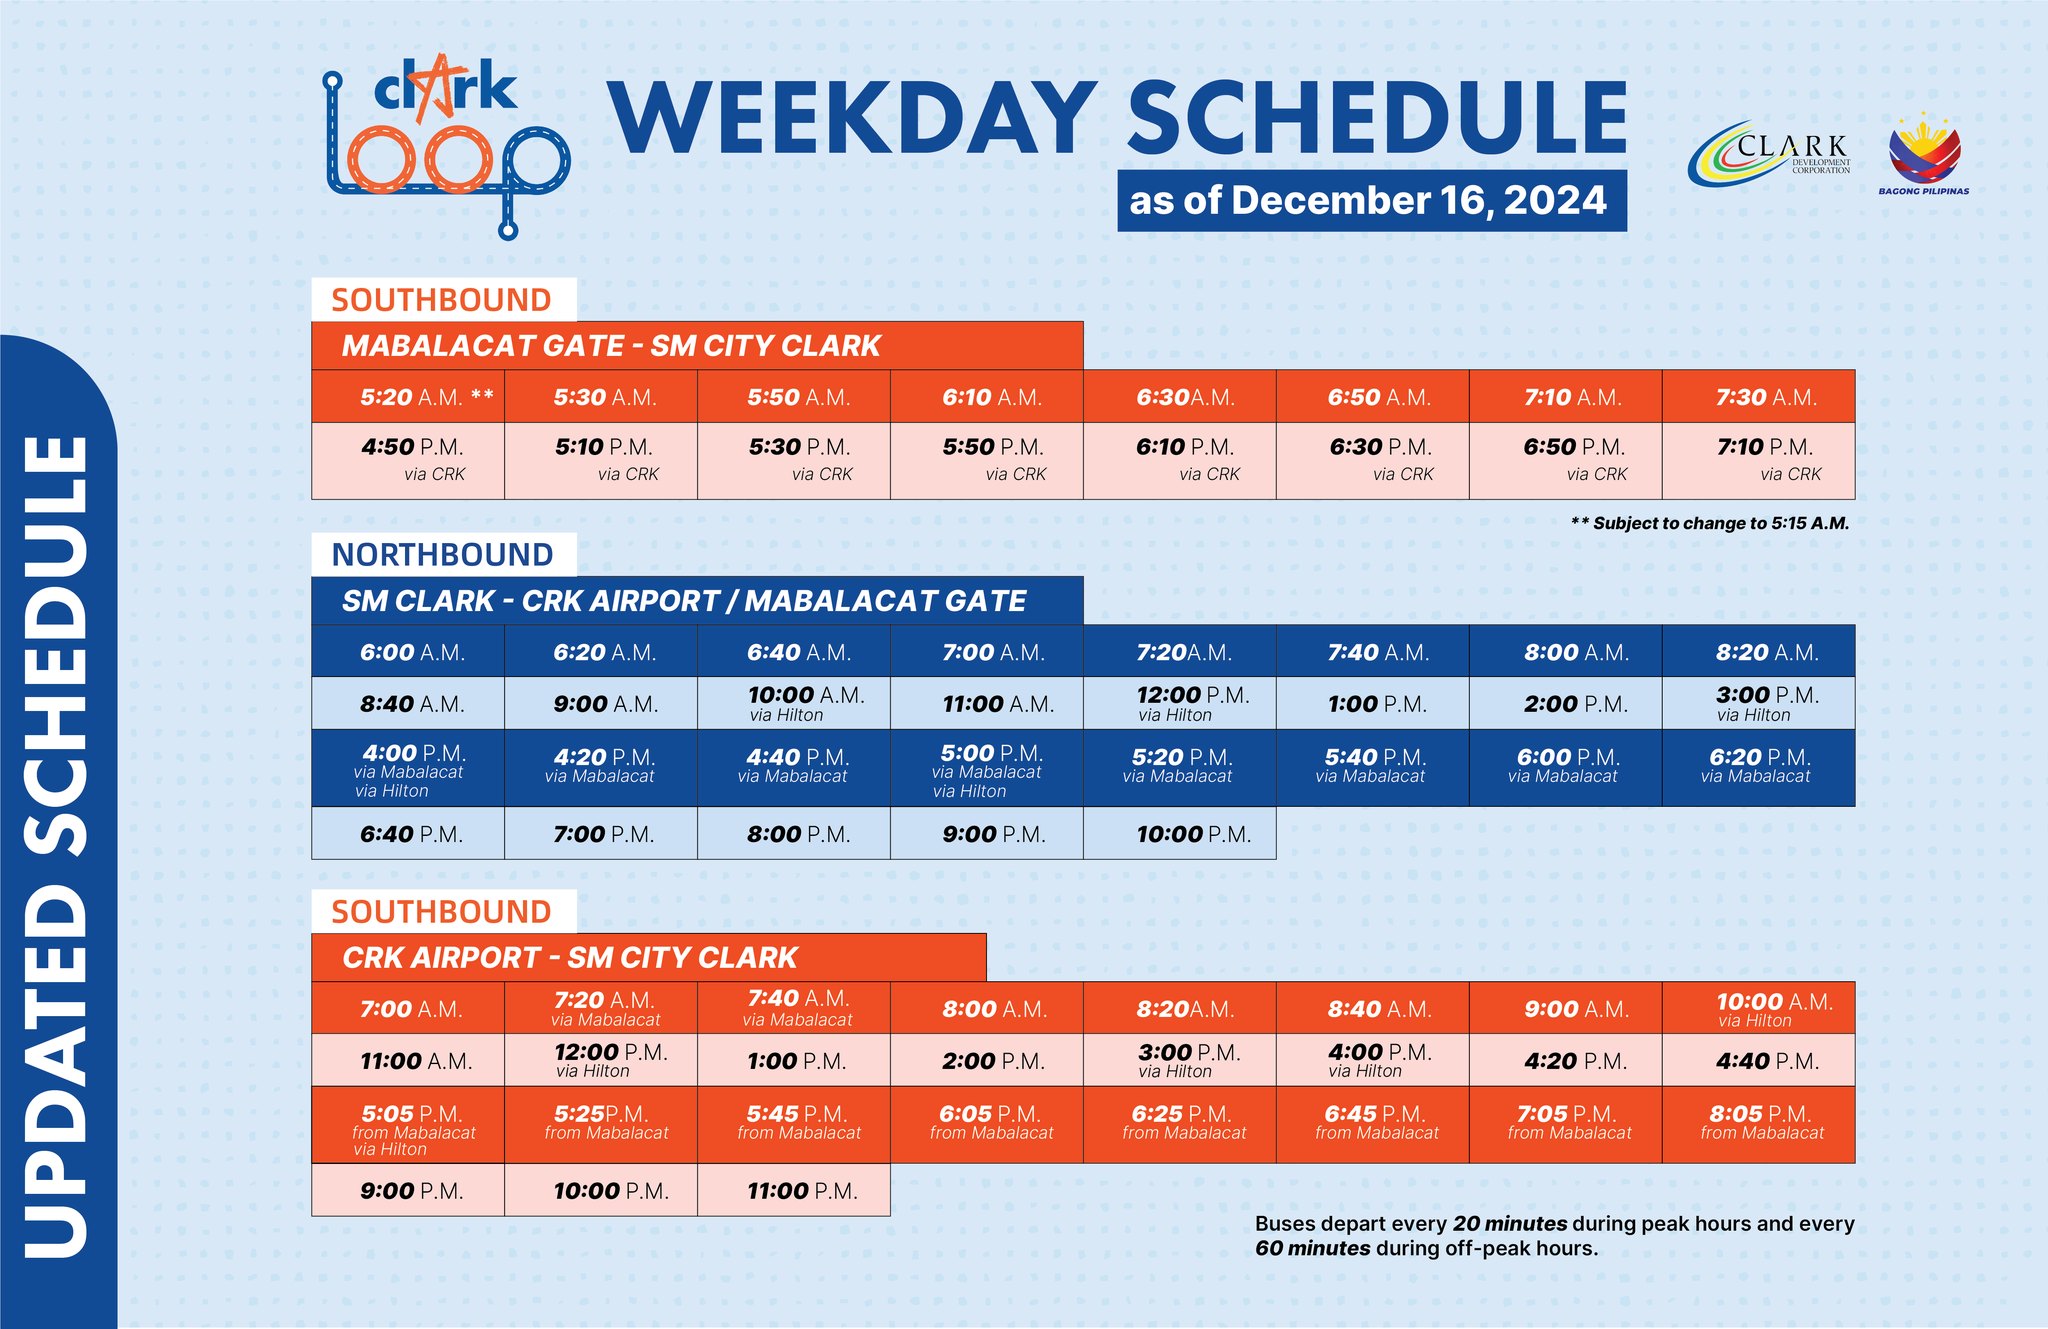 clark
loop
WEEKDAY SCHEDULE
as of December 16, 2024
CLARK
DEVELOPMENT
CORPORATION
BAGONG PILIPINAS
UPDATED SCHEDULE
SOUTHBOUND
MABALACAT GATE - SM CITY CLARK
5:20 A.M. ** 5:30 A.M. 5:50 A.M. 6:10 A.M. 6:30A.M. 6:50 A.M. 7:10 A.M. 7:30 A.M.
4:50 P.M. 5:10 P.M. 5:30 P.M. 5:50 P.M. 6:10 P.M. 6:30 P.M. 6:50 P.M. 7:10 P.M.
via CRK via CRK via CRK via CRK via CRK via CRK via CRK via CRK
** Subject to change to 5:15 A.M.
NORTHBOUND
SM CLARK - CRK AIRPORT / MABALACAT GATE
6:00 A.M. 6:20 A.M. 6:40 A.M. 7:00 A.M. 7:20A.M. 7:40 A.M. 8:00 A.M. 8:20 A.M.
8:40 A.M. 9:00 A.M. 10:00 A.M. 11:00 A.M. 12:00 P.M. 1:00 P.M. 2:00 P.M. 3:00 P.M.
via Hilton via Hilton via Hilton
4:00 P.M. 4:20 P.M. 4:40 P.M. 5:00 P.M. 5:20 P.M. 5:40 P.M. 6:00 P.M. 6:20 P.M.
via Mabalacat via Mabalacat via Mabalacat via Mabalacat via Mabalacat via Mabalacat via Mabalacat via Mabalacat
via Hilton via Hilton
6:40 P.M. 7:00 P.M. 8:00 P.M. 9:00 P.M. 10:00 P.M.
SOUTHBOUND
CRK AIRPORT - SM CITY CLARK
7:00 A.M. 7:20 A.M. 7:40 A.M. 8:00 A.M. 8:20A.M. 8:40 A.M. 9:00 A.M. 10:00 A.M.
via Mabalacat via Mabalacat via Hilton
11:00 A.M. 12:00 P.M. 1:00 P.M. 2:00 P.M. 3:00 P.M. 4:00 P.M. 4:20 P.M. 4:40 P.M.
via Hilton via Hilton via Hilton
5:05 P.M. 5:25P.M. 5:45 P.M. 6:05 P.M. 6:25 P.M. 6:45 P.M. 7:05 P.M. 8:05 P.M.
from Mabalacat from Mabalacat from Mabalacat from Mabalacat from Mabalacat from Mabalacat from Mabalacat from Mabalacat
via Hilton
9:00 P.M. 10:00 P.M. 11:00 P.M.
Buses depart every 20 minutes during peak hours and every
60 minutes during off-peak hours.